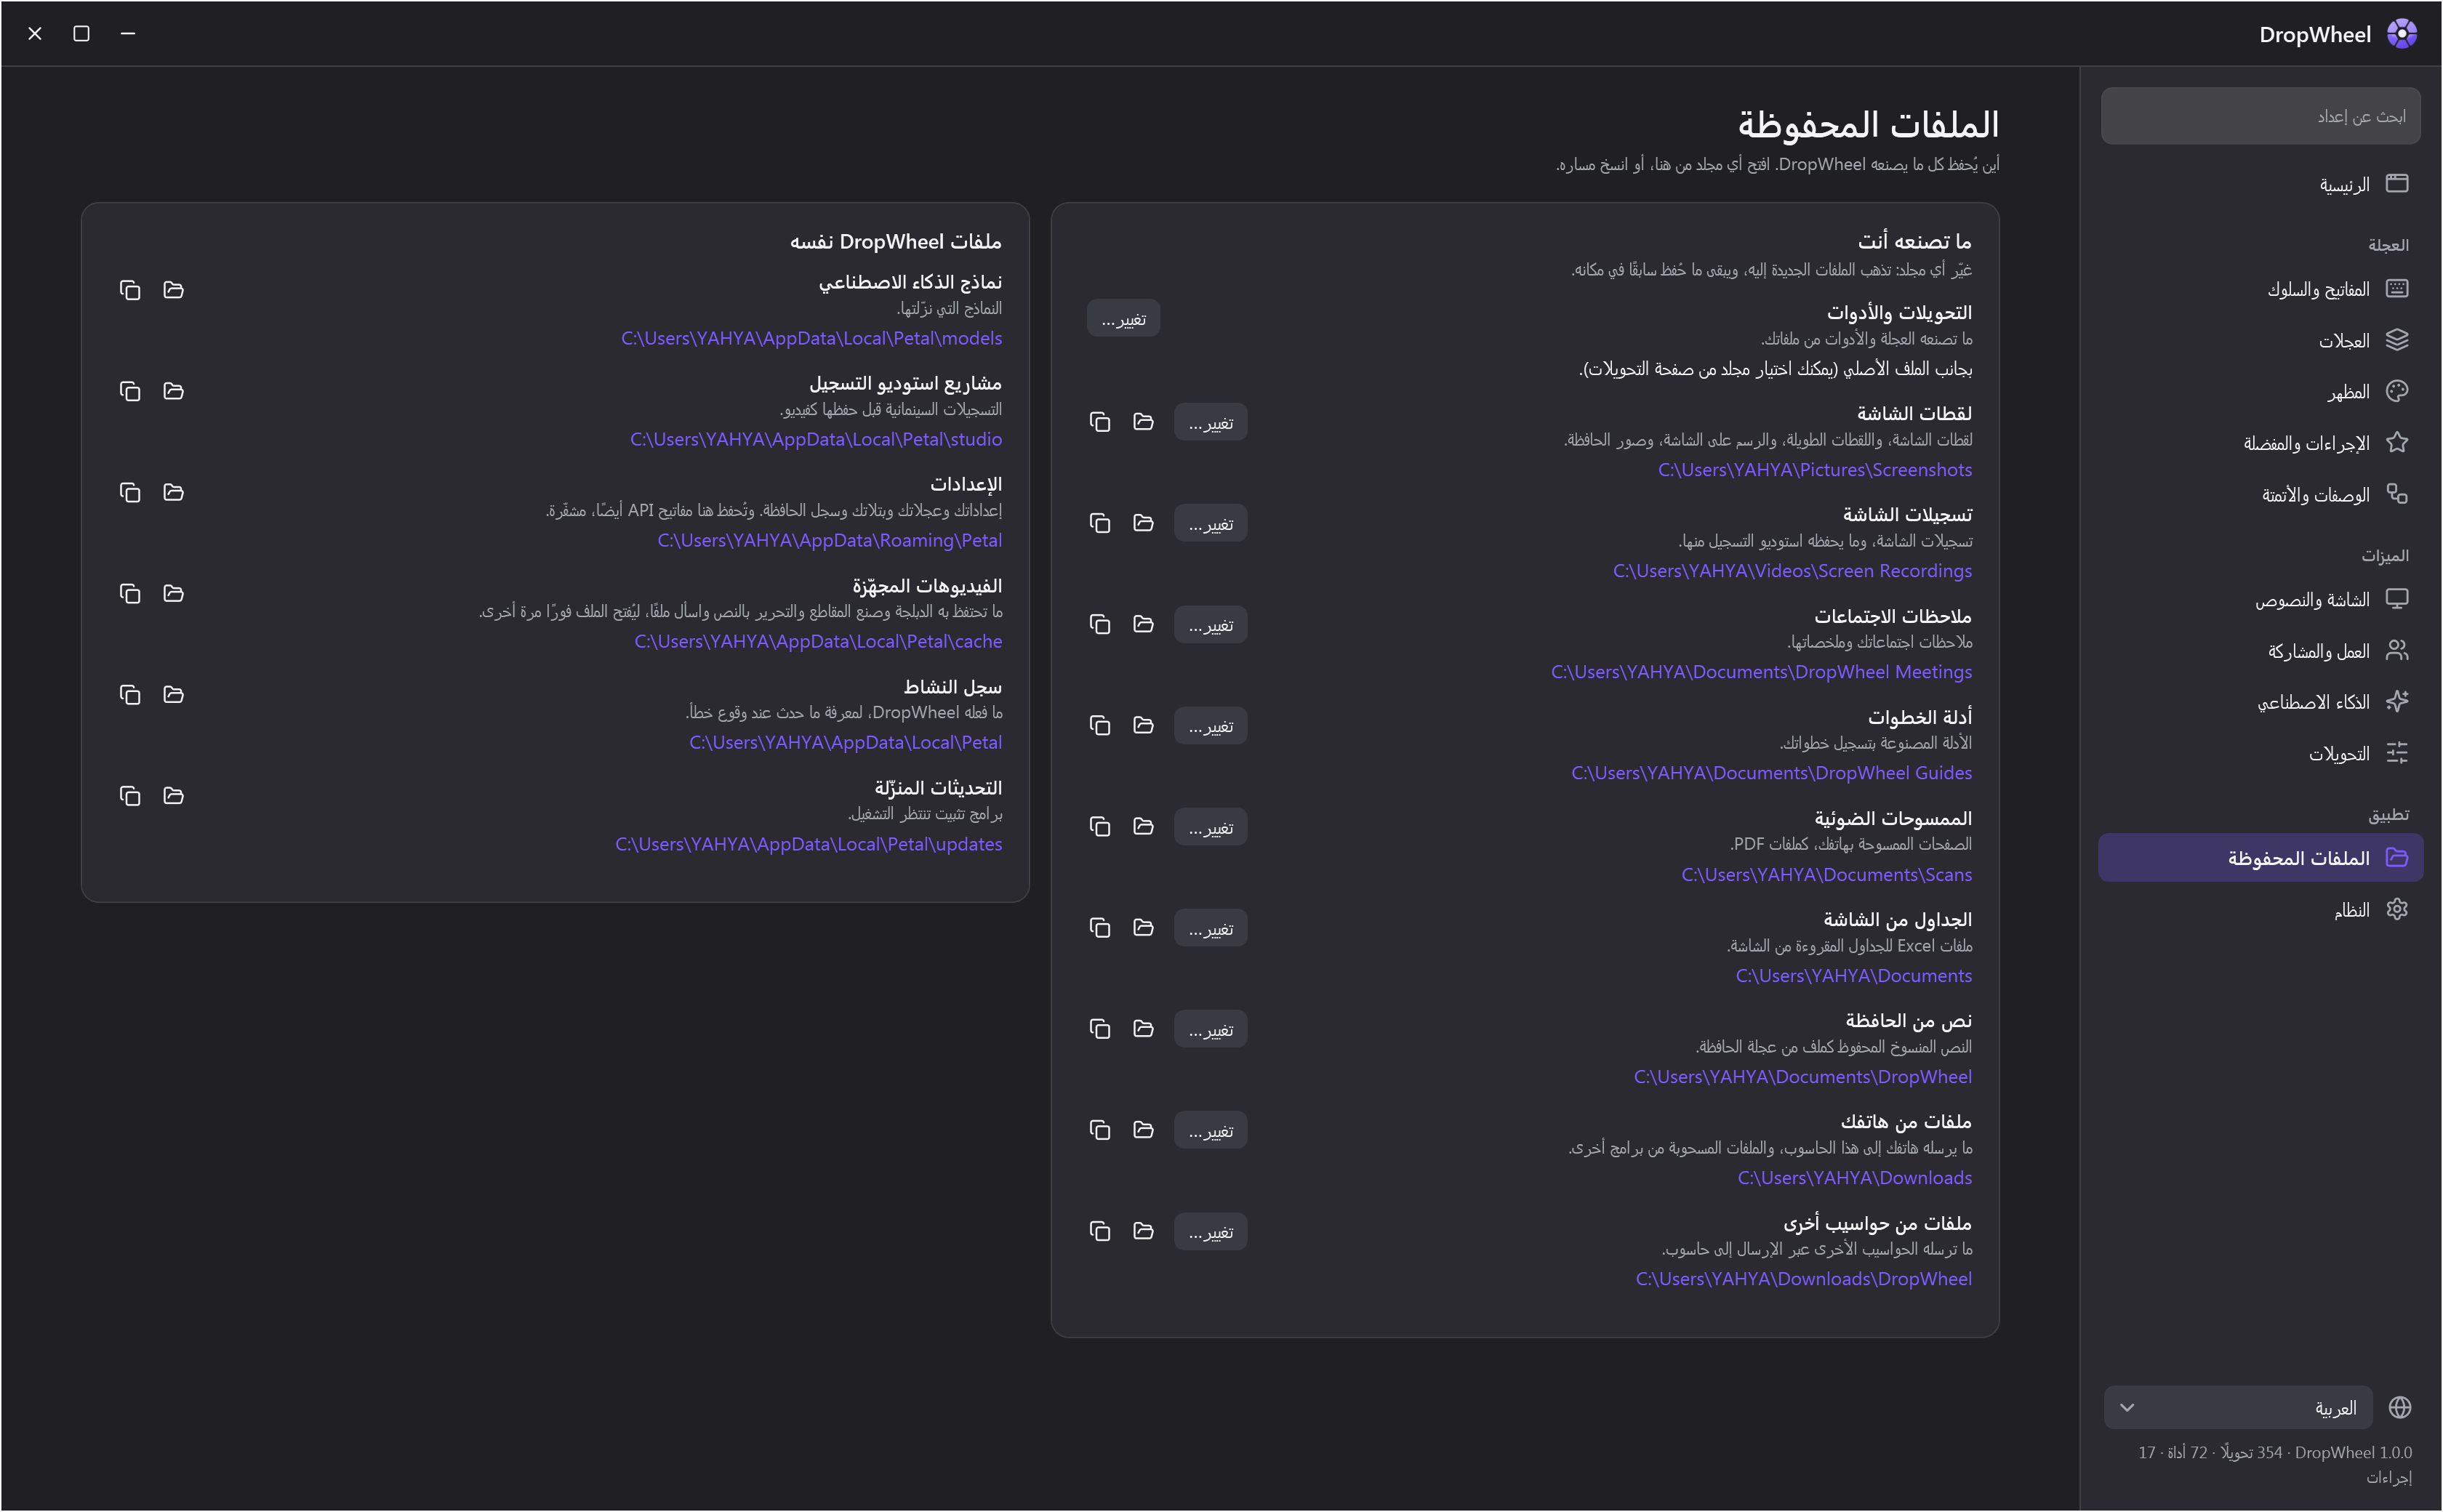 DropWheel
ابحث عن إعداد
الرئيسية
العجلة
المفاتيح والسلوك
العجلات
المظهر
الإجراءات والمفضلة
الوصفات والأتمتة
الميزات
الشاشة والنصوص
العمل والمشاركة
الذكاء الاصطناعي
التحويلات
تطبيق
الملفات المحفوظة
النظام
العربية
DropWheel 1.0.0 · 354 تحويلًا · 72 أداة · 17
إجراءات
الملفات المحفوظة
أين يُحفظ كل ما يصنعه DropWheel. افتح أي مجلد من هنا، أو انسخ مساره.
ما تصنعه أنت
غيّر أي مجلد: تذهب الملفات الجديدة إليه، ويبقى ما حُفظ سابقًا في مكانه.
التحويلات والأدوات
تغيير...
ما تصنعه العجلة والأدوات من ملفاتك.
بجانب الملف الأصلي (يمكنك اختيار مجلد من صفحة التحويلات).
لقطات الشاشة
تغيير...
لقطات الشاشة، واللقطات الطويلة، والرسم على الشاشة، وصور الحافظة.
C:\Users\YAHYA\Pictures\Screenshots
تسجيلات الشاشة
تغيير...
تسجيلات الشاشة، وما يحفظه استوديو التسجيل منها.
C:\Users\YAHYA\Videos\Screen Recordings
ملاحظات الاجتماعات
تغيير...
ملاحظات اجتماعاتك وملخصاتها.
C:\Users\YAHYA\Documents\DropWheel Meetings
أدلة الخطوات
تغيير...
الأدلة المصنوعة بتسجيل خطواتك.
C:\Users\YAHYA\Documents\DropWheel Guides
الممسوحات الضوئية
تغيير...
الصفحات الممسوحة بهاتفك، كملفات PDF.
C:\Users\YAHYA\Documents\Scans
الجداول من الشاشة
تغيير...
ملفات Excel للجداول المقروءة من الشاشة.
C:\Users\YAHYA\Documents
نص من الحافظة
تغيير...
النص المنسوخ المحفوظ كملف من عجلة الحافظة.
C:\Users\YAHYA\Documents\DropWheel
ملفات من هاتفك
تغيير...
ما يرسله هاتفك إلى هذا الحاسوب، والملفات المسحوبة من برامج أخرى.
C:\Users\YAHYA\Downloads
ملفات من حواسيب أخرى
تغيير...
ما ترسله الحواسيب الأخرى عبر الإرسال إلى حاسوب.
C:\Users\YAHYA\Downloads\DropWheel
ملفات DropWheel نفسه
نماذج الذكاء الاصطناعي
النماذج التي نزّلتها.
C:\Users\YAHYA\AppData\Local\Petal\models
مشاريع استوديو التسجيل
التسجيلات السينمائية قبل حفظها كفيديو.
C:\Users\YAHYA\AppData\Local\Petal\studio
الإعدادات
إعداداتك وعجلاتك وبتلاتك وسجل الحافظة. وتُحفظ هنا مفاتيح API أيضًا، مشفّرة.
C:\Users\YAHYA\AppData\Roaming\Petal
الفيديوهات المجهّزة
ما تحتفظ به الدبلجة وصنع المقاطع والتحرير بالنص واسأل ملفًا، ليُفتح الملف فورًا مرة أخرى.
C:\Users\YAHYA\AppData\Local\Petal\cache
سجل النشاط
ما فعله DropWheel، لمعرفة ما حدث عند وقوع خطأ.
C:\Users\YAHYA\AppData\Local\Petal
التحديثات المنزّلة
برامج تثبيت تنتظر التشغيل.
C:\Users\YAHYA\AppData\Local\Petal\updates